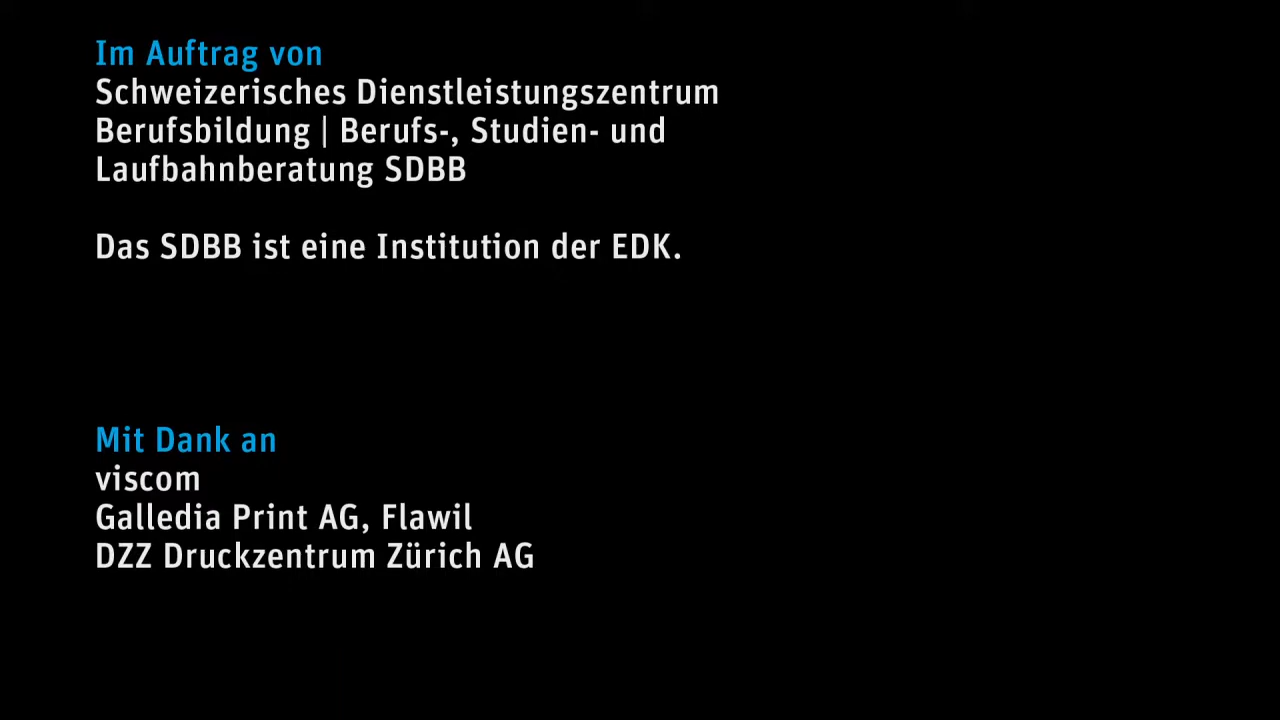 Im Auftrag von
Schweizerisches Dienstleistungszentrum
Berufsbildung | Berufs-, Studien- und
Laufbahnberatung SDBB
Das SDBB ist eine Institution der EDK.
Mit Dank an
viscom
Galledia Print AG, Flawil
DZZ Druckzentrum Zürich AG